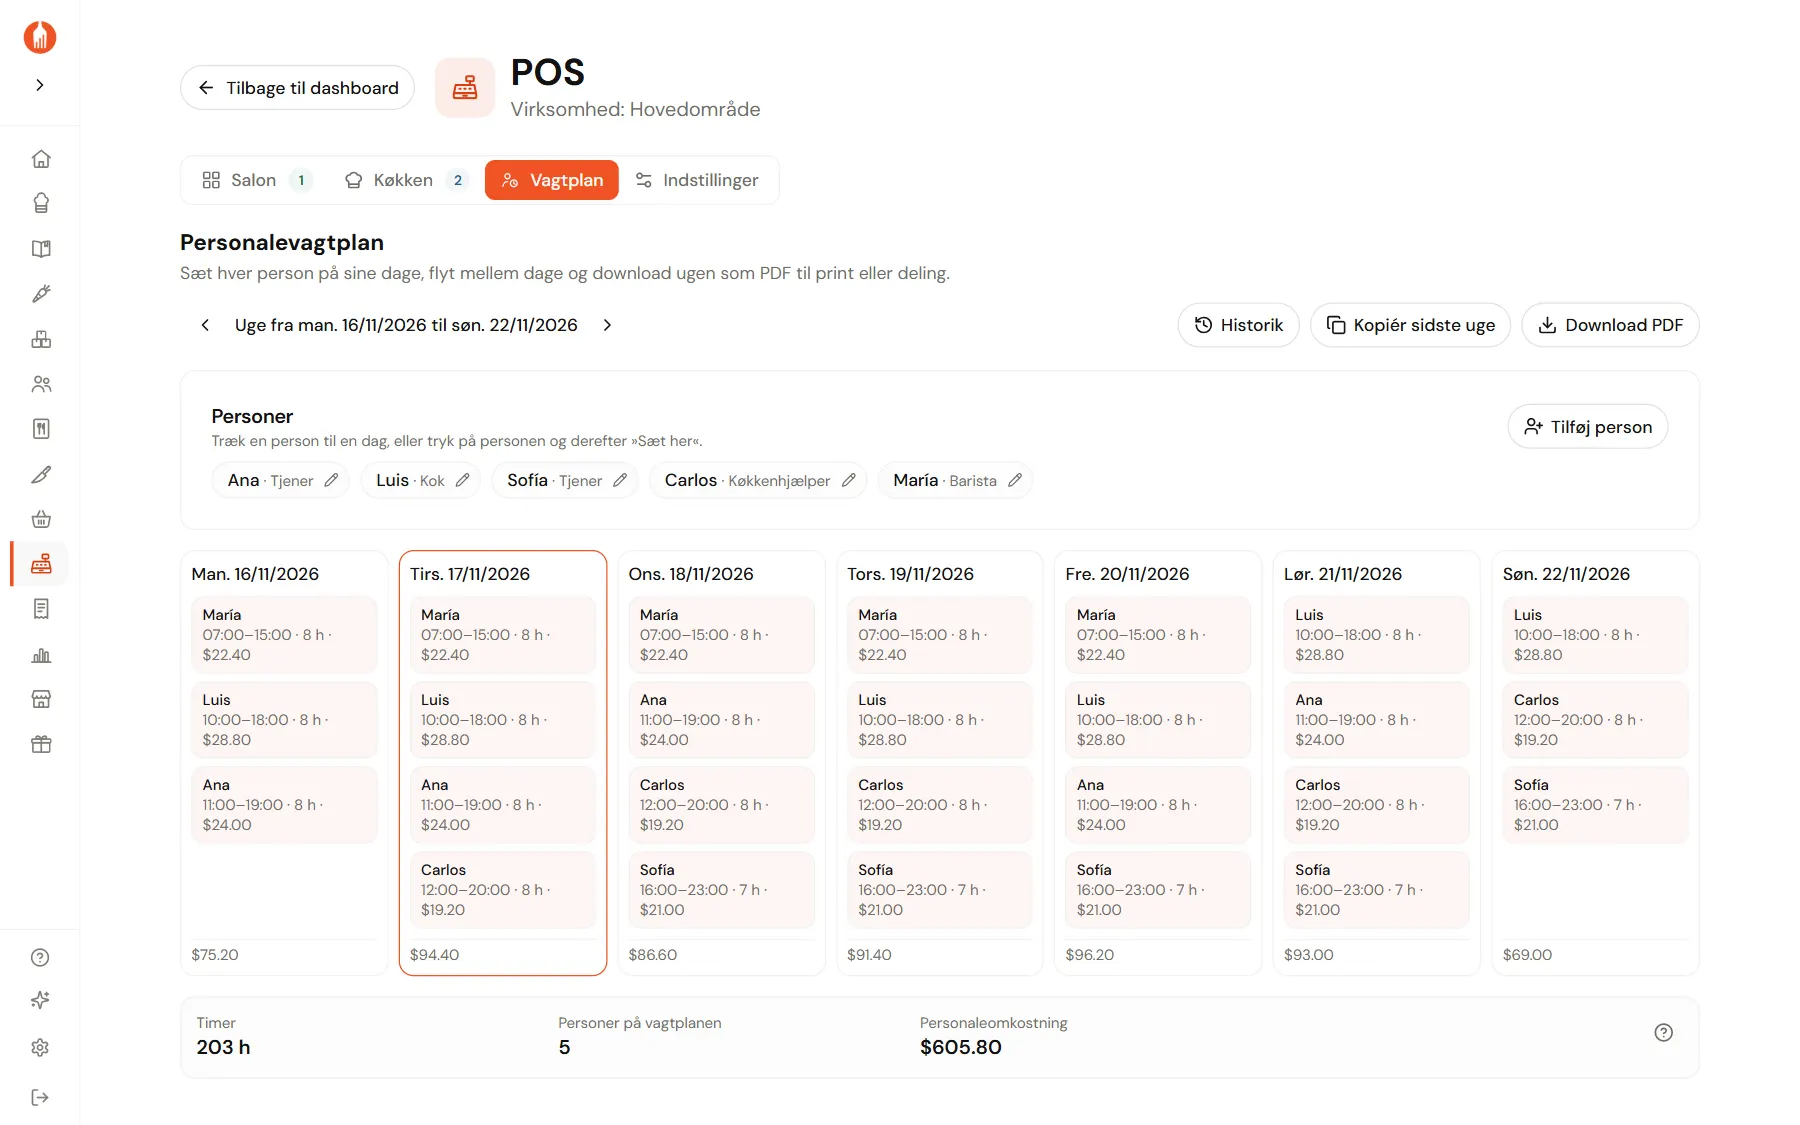 Tilbage til dashboard
POS
Virksomhed: Hovedområde
Salon 1
Køkken 2
Vagtplan
Indstillinger
Personalevagtplan
Sæt hver person på sine dage, flyt mellem dage og download ugen som PDF til print eller deling.
Uge fra man. 16/11/2026 til søn. 22/11/2026
Historik
Kopiér sidste uge
Download PDF
Personer
Træk en person til en dag, eller tryk på personen og derefter »Sæt her«.
Tilføj person
Ana · Tjener
Luis · Kok
Sofía · Tjener
Carlos · Køkkenhjælper
María · Barista
Man. 16/11/2026
María
07:00–15:00 · 8 h ·
$22.40
Luis
10:00–18:00 · 8 h ·
$28.80
Ana
11:00–19:00 · 8 h ·
$24.00
$75.20
Tirs. 17/11/2026
María
07:00–15:00 · 8 h ·
$22.40
Luis
10:00–18:00 · 8 h ·
$28.80
Ana
11:00–19:00 · 8 h ·
$24.00
Carlos
12:00–20:00 · 8 h ·
$19.20
$94.40
Ons. 18/11/2026
María
07:00–15:00 · 8 h ·
$22.40
Ana
11:00–19:00 · 8 h ·
$24.00
Carlos
12:00–20:00 · 8 h ·
$19.20
Sofía
16:00–23:00 · 7 h ·
$21.00
$86.60
Tors. 19/11/2026
María
07:00–15:00 · 8 h ·
$22.40
Luis
10:00–18:00 · 8 h ·
$28.80
Carlos
12:00–20:00 · 8 h ·
$19.20
Sofía
16:00–23:00 · 7 h ·
$21.00
$91.40
Fre. 20/11/2026
María
07:00–15:00 · 8 h ·
$22.40
Luis
10:00–18:00 · 8 h ·
$28.80
Ana
11:00–19:00 · 8 h ·
$24.00
Sofía
16:00–23:00 · 7 h ·
$21.00
$96.20
Lør. 21/11/2026
Luis
10:00–18:00 · 8 h ·
$28.80
Ana
11:00–19:00 · 8 h ·
$24.00
Carlos
12:00–20:00 · 8 h ·
$19.20
Sofía
16:00–23:00 · 7 h ·
$21.00
$93.00
Søn. 22/11/2026
Luis
10:00–18:00 · 8 h ·
$28.80
Carlos
12:00–20:00 · 8 h ·
$19.20
Sofía
16:00–23:00 · 7 h ·
$21.00
$69.00
Timer
203 h
Personer på vagtplanen
5
Personaleomkostning
$605.80